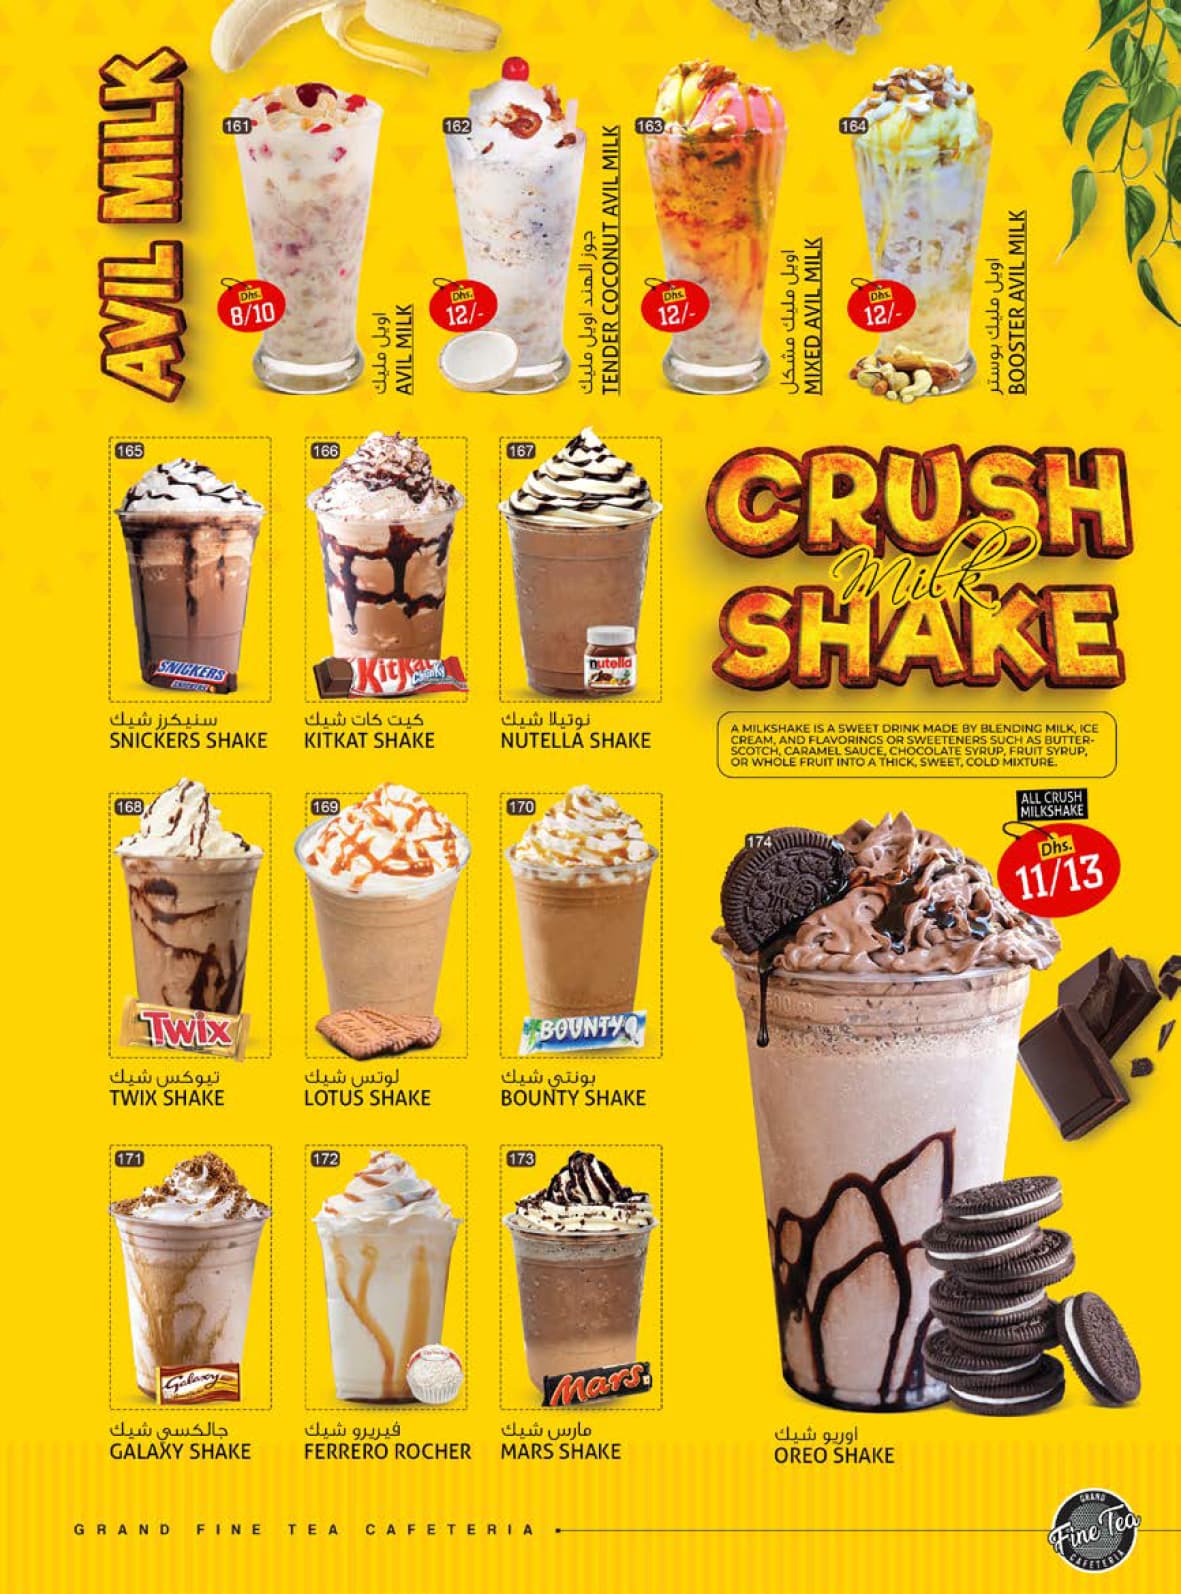 AVIL MILK
161
Dhs.
8/10
اويل مليك
AVIL MILK
162
Dhs.
12/-
جوز الهند اويل مليك
TENDER COCONUT AVIL MILK
163
Dhs.
12/-
اويل مليك مشكل
MIXED AVIL MILK
164
Dhs.
12/-
اويل مليك بوستر
BOOSTER AVIL MILK
CRUSH
Milk
SHAKE
A MILKSHAKE IS A SWEET DRINK MADE BY BLENDING MILK, ICE
CREAM, AND FLAVORINGS OR SWEETENERS SUCH AS BUTTER-
SCOTCH, CARAMEL SAUCE, CHOCOLATE SYRUP, FRUIT SYRUP,
OR WHOLE FRUIT INTO A THICK, SWEET, COLD MIXTURE.
165
SNICKERS
سنيكرز شيك
SNICKERS SHAKE
166
KitKat
Chunky
كيت كات شيك
KITKAT SHAKE
167
nutella
نوتيلا شيك
NUTELLA SHAKE
168
TWIX
تيوكس شيك
TWIX SHAKE
169
لوتس شيك
LOTUS SHAKE
170
BOUNTY
بونتي شيك
BOUNTY SHAKE
171
Galaxy
جالكسي شيك
GALAXY SHAKE
172
فيريرو شيك
FERRERO ROCHER
173
Mars
مارس شيك
MARS SHAKE
ALL CRUSH
MILKSHAKE
Dhs.
11/13
174
OREO
اوريو شيك
OREO SHAKE
GRAND FINE TEA CAFETERIA
GRAND
Fine Tea
CAFETERIA